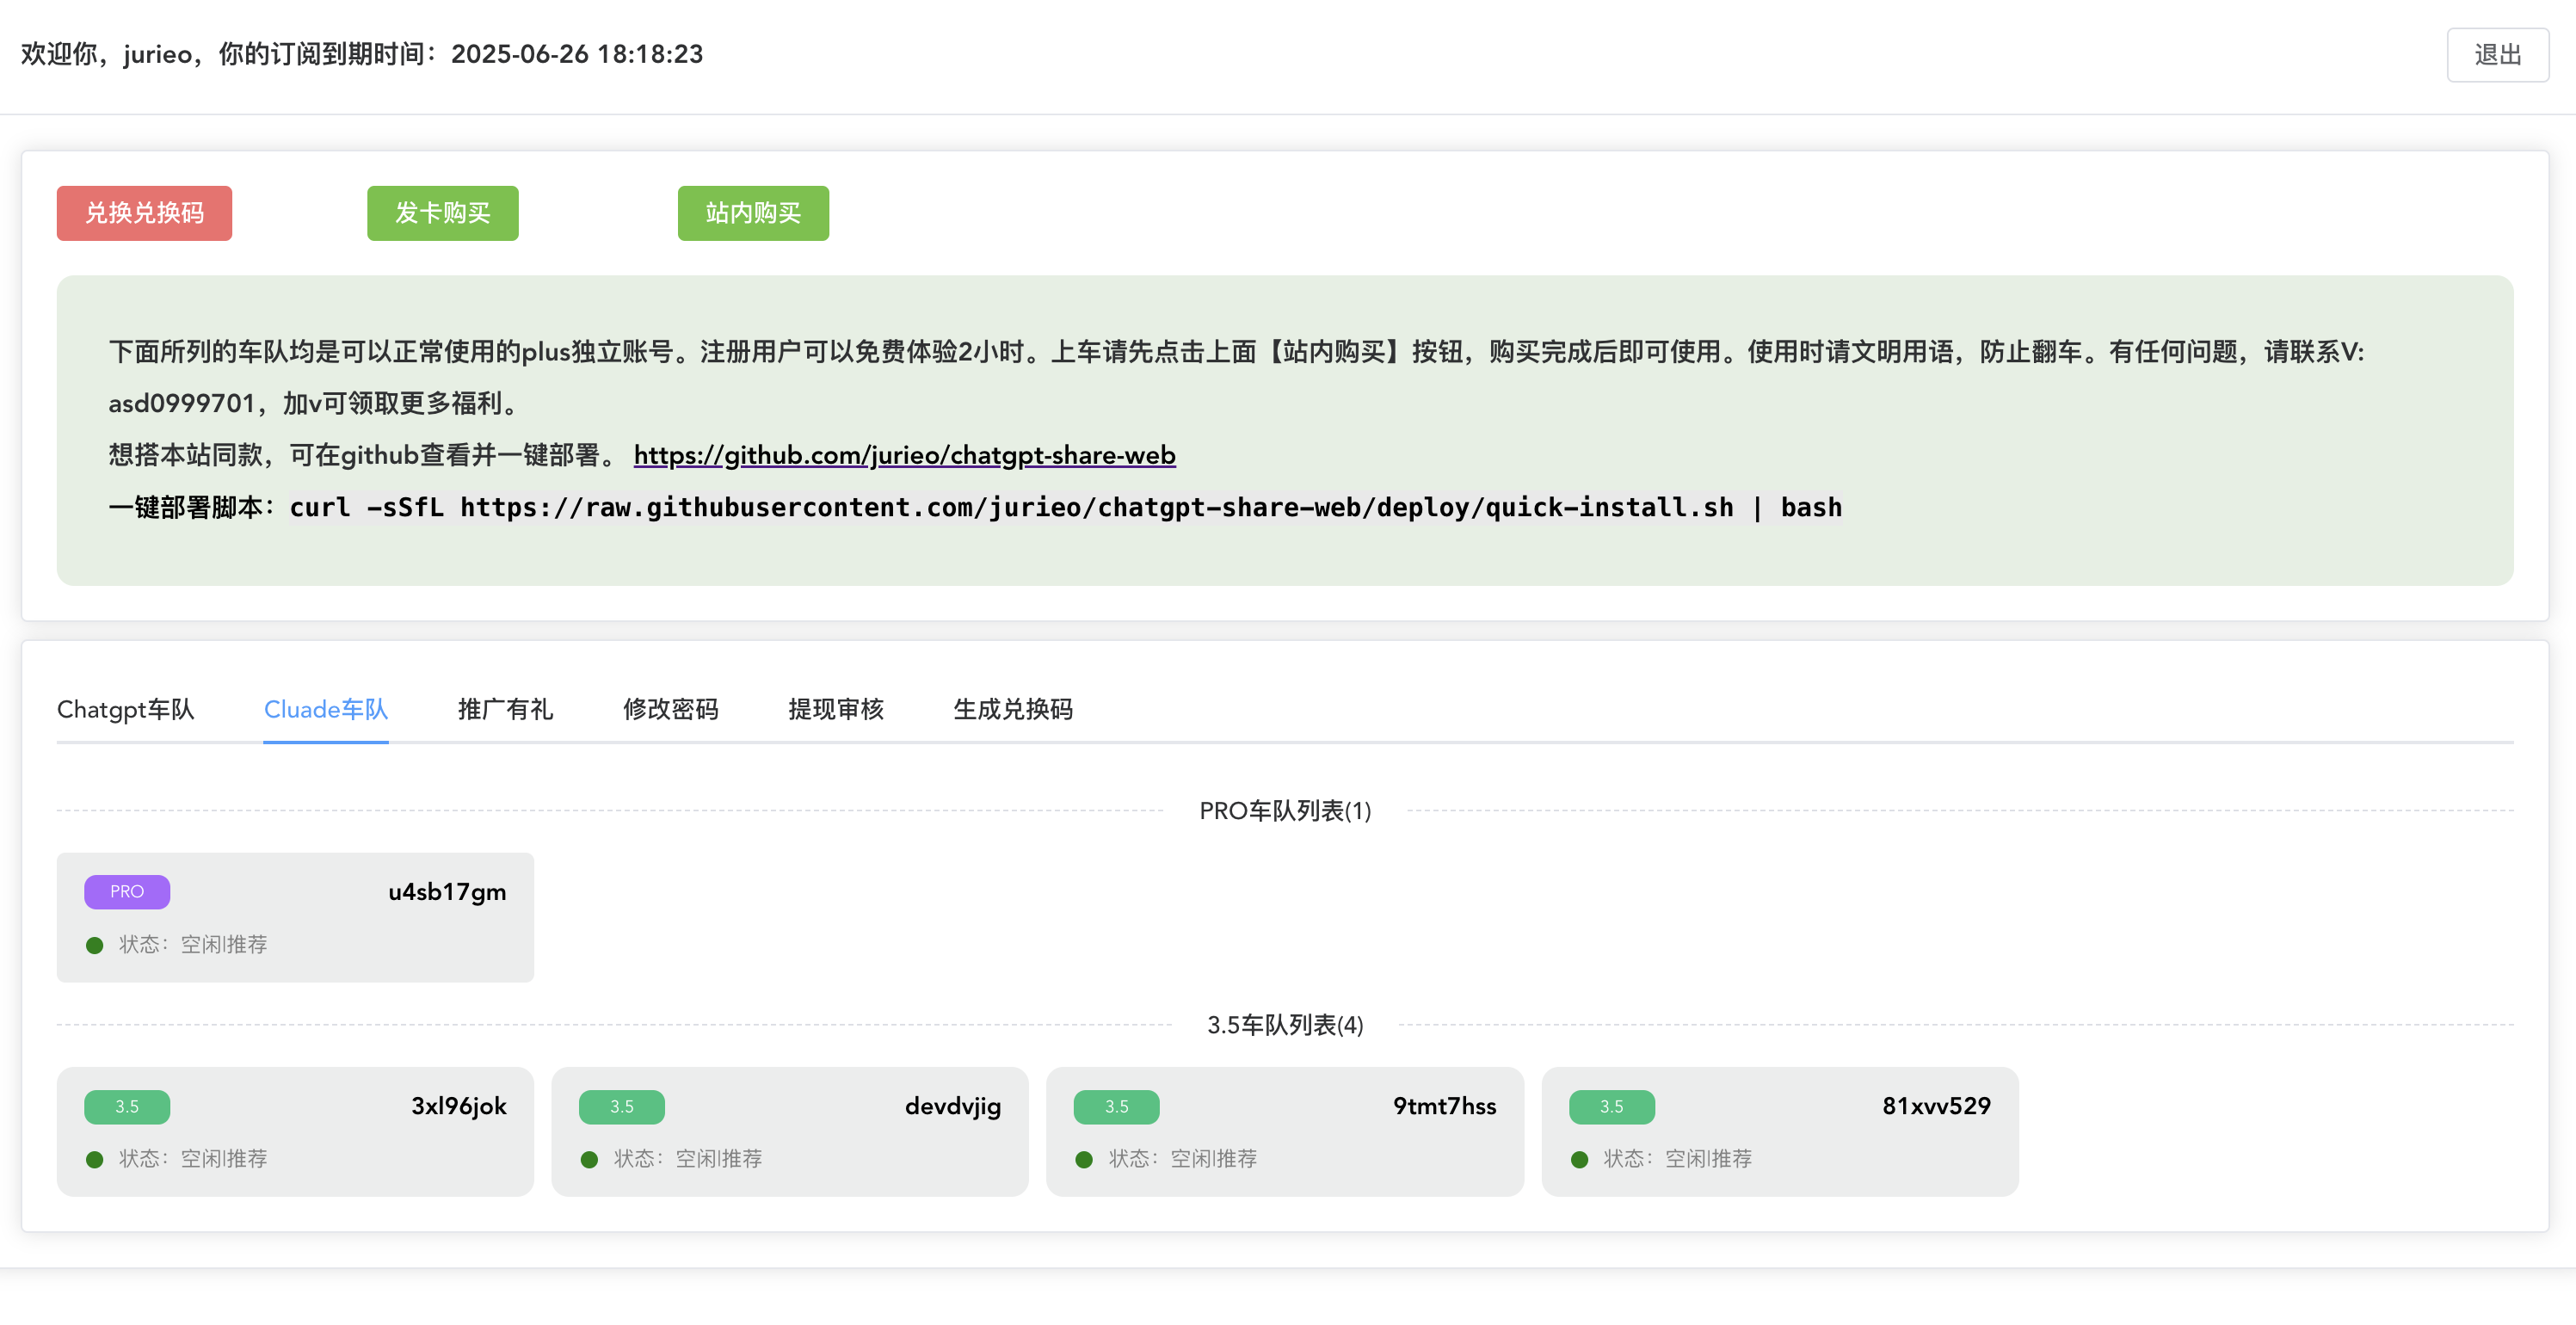 欢迎你，jurieo，你的订阅到期时间：2025-06-26 18:18:23
退出
兑换兑换码
发卡购买
站内购买
下面所列的车队均是可以正常使用的plus独立账号。注册用户可以免费体验2小时。上车请先点击上面【站内购买】按钮，购买完成后即可使用。使用时请文明用语，防止翻车。有任何问题，请联系V:
asd0999701，加v可领取更多福利。
想搭本站同款，可在github查看并一键部署。 https://github.com/jurieo/chatgpt-share-web
一键部署脚本：curl -sSfL https://raw.githubusercontent.com/jurieo/chatgpt-share-web/deploy/quick-install.sh | bash
Chatgpt车队
Cluade车队
推广有礼
修改密码
提现审核
生成兑换码
PRO车队列表(1)
PRO
u4sb17gm
状态：空闲|推荐
3.5车队列表(4)
3.5
3xl96jok
状态：空闲|推荐
3.5
devdvjig
状态：空闲|推荐
3.5
9tmt7hss
状态：空闲|推荐
3.5
81xvv529
状态：空闲|推荐